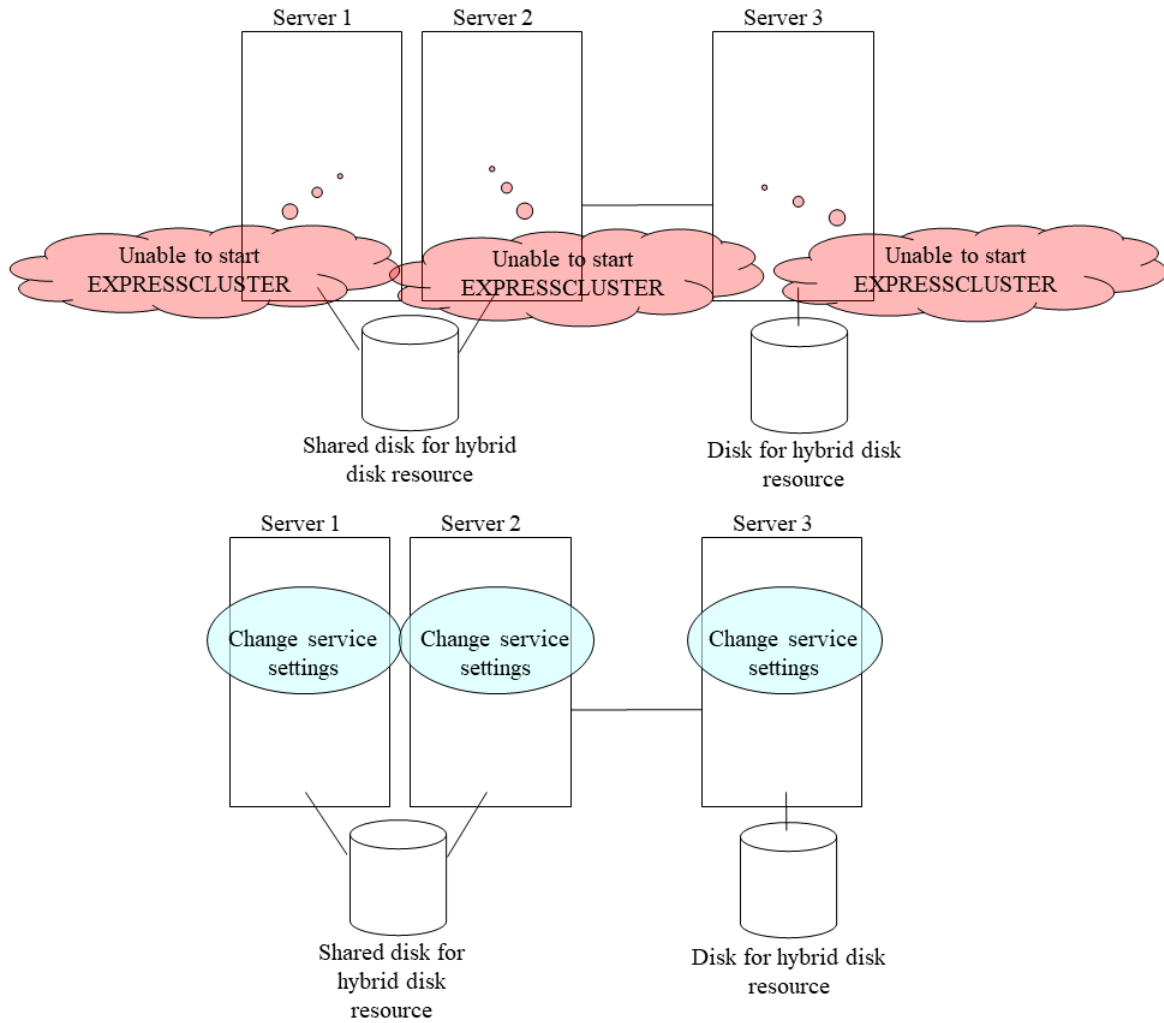 Server 1
Server 2
Server 3
Unable to start
EXPRESSCLUSTER
Unable to start
EXPRESSCLUSTER
Unable to start
EXPRESSCLUSTER
Shared disk for hybrid
disk resource
Disk for hybrid disk
resource
Server 1
Server 2
Server 3
Change service
settings
Change service
settings
Change service
settings
Shared disk for
hybrid disk
resource
Disk for hybrid disk
resource